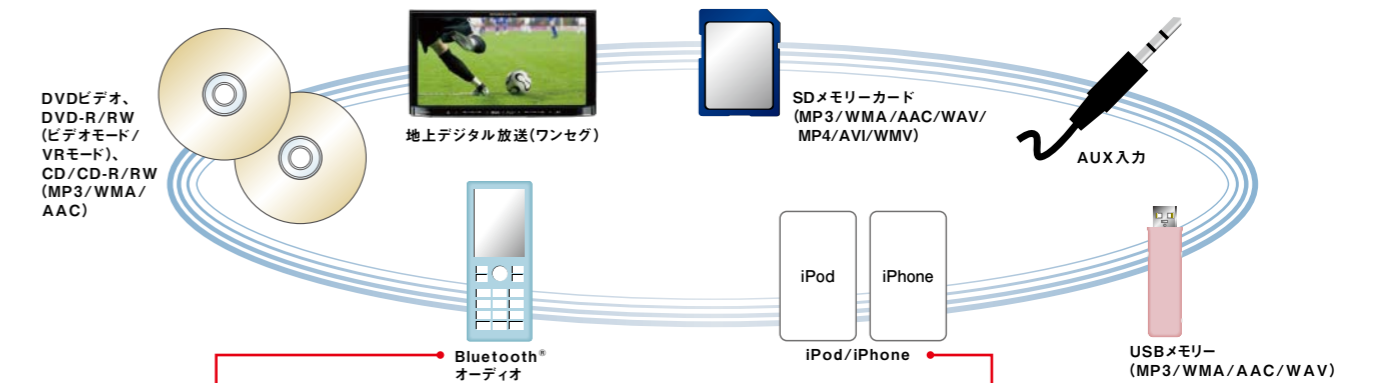 DVDビデオ、
DVD-R/RW
(ビデオモード/
VRモード)、
CD/CD-R/RW
(MP3/WMA/
AAC)
地上デジタル放送(ワンセグ)
SDメモリーカード
(MP3/WMA/AAC/WAV/
MP4/AVI/WMV)
AUX入力
Bluetooth®
オーディオ
iPod
iPhone
iPod/iPhone
USBメモリー
(MP3/WMA/AAC/WAV)